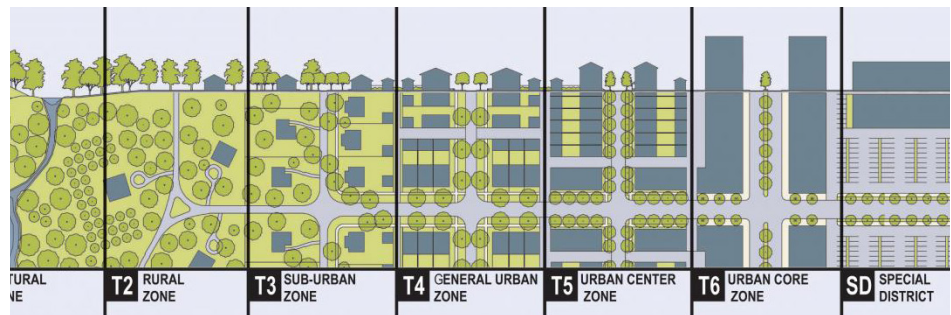 TURAL
NE
T2 RURAL
ZONE
T3 SUB-URBAN
ZONE
T4 GENERAL URBAN
ZONE
T5 URBAN CENTER
ZONE
T6 URBAN CORE
ZONE
SD SPECIAL
DISTRICT